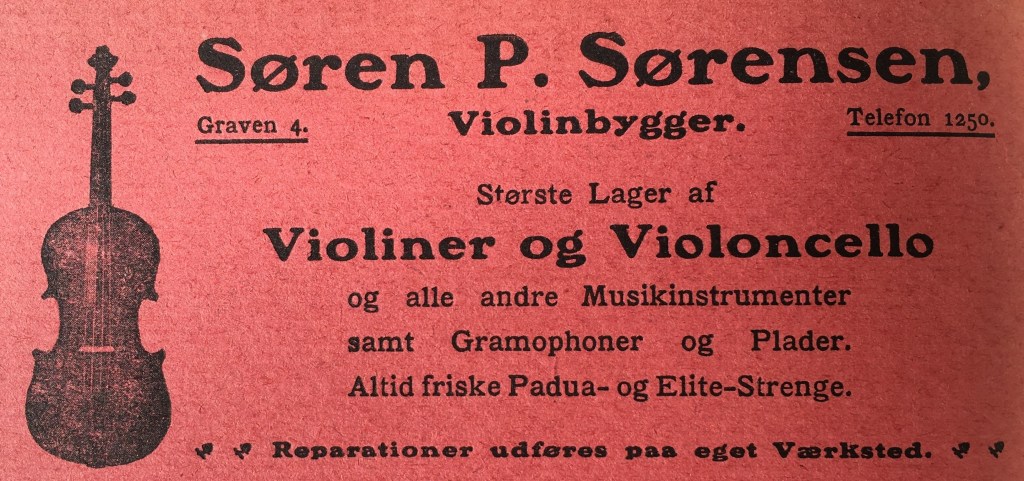 Søren P. Sørensen,
Graven 4. Violinbygger. Telefon 1250.
Største Lager af
Violiner og Violoncello
og alle andre Musikinstrumenter
samt Gramophoner og Plader.
Altid friske Padua- og Elite-Strenge.
Reparationer udføres paa eget Værksted.